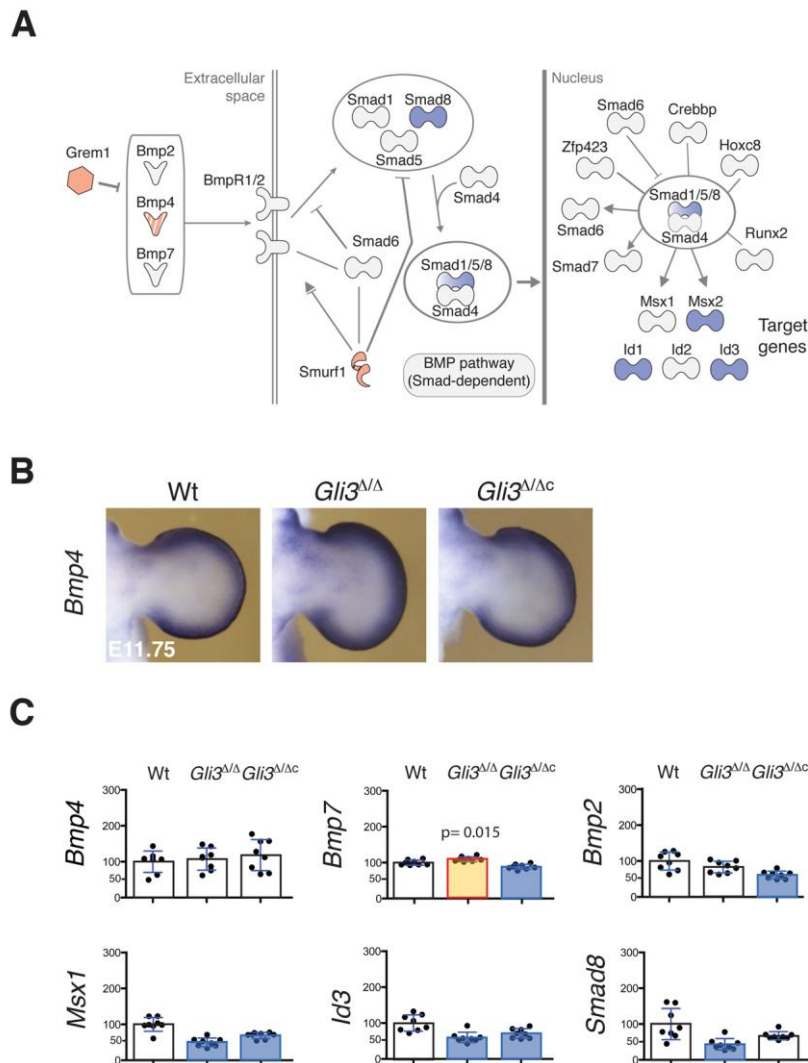 A
Extracellular
space
Nucleus
Grem1
Bmp2
Bmp4
Bmp7
BmpR1/2
Smad1
Smad8
Smad5
Smad4
Smad6
Smad1/5/8
Smad4
Smurf1
BMP pathway
(Smad-dependent)
Smad6
Crebbp
Zfp423
Hoxc8
Smad1/5/8
Smad4
Smad6
Smad7
Runx2
Msx1
Msx2
Id1
Id2
Id3
Target
genes
B
Wt Gli3Δ/Δ Gli3Δ/Δc
Bmp4
E11.75
C
Wt Gli3Δ/Δ Gli3Δ/Δc
Bmp4
300
200
100
50
0
Wt Gli3Δ/Δ Gli3Δ/Δc
Bmp7
p= 0.015
300
200
100
50
0
Wt Gli3Δ/Δ Gli3Δ/Δc
Bmp2
300
200
100
50
0
Msx1
300
200
100
50
0
Id3
300
200
100
50
0
Smad8
300
200
100
50
0